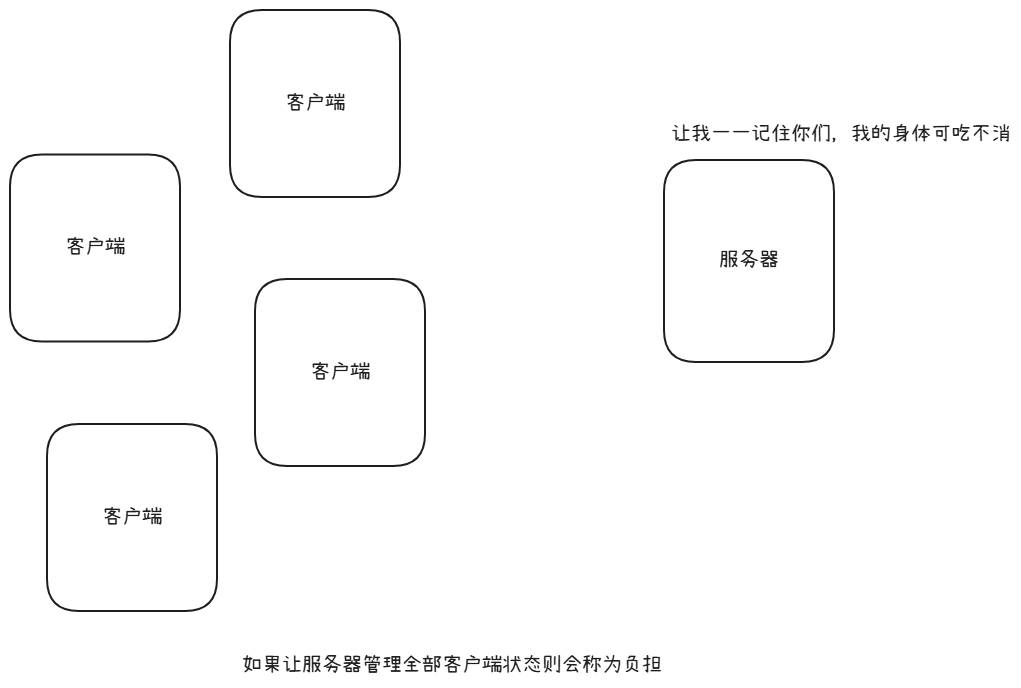 客户端
让我一一记住你们，我的身体可吃不消
客户端
服务器
客户端
客户端
如果让服务器管理全部客户端状态则会称为负担